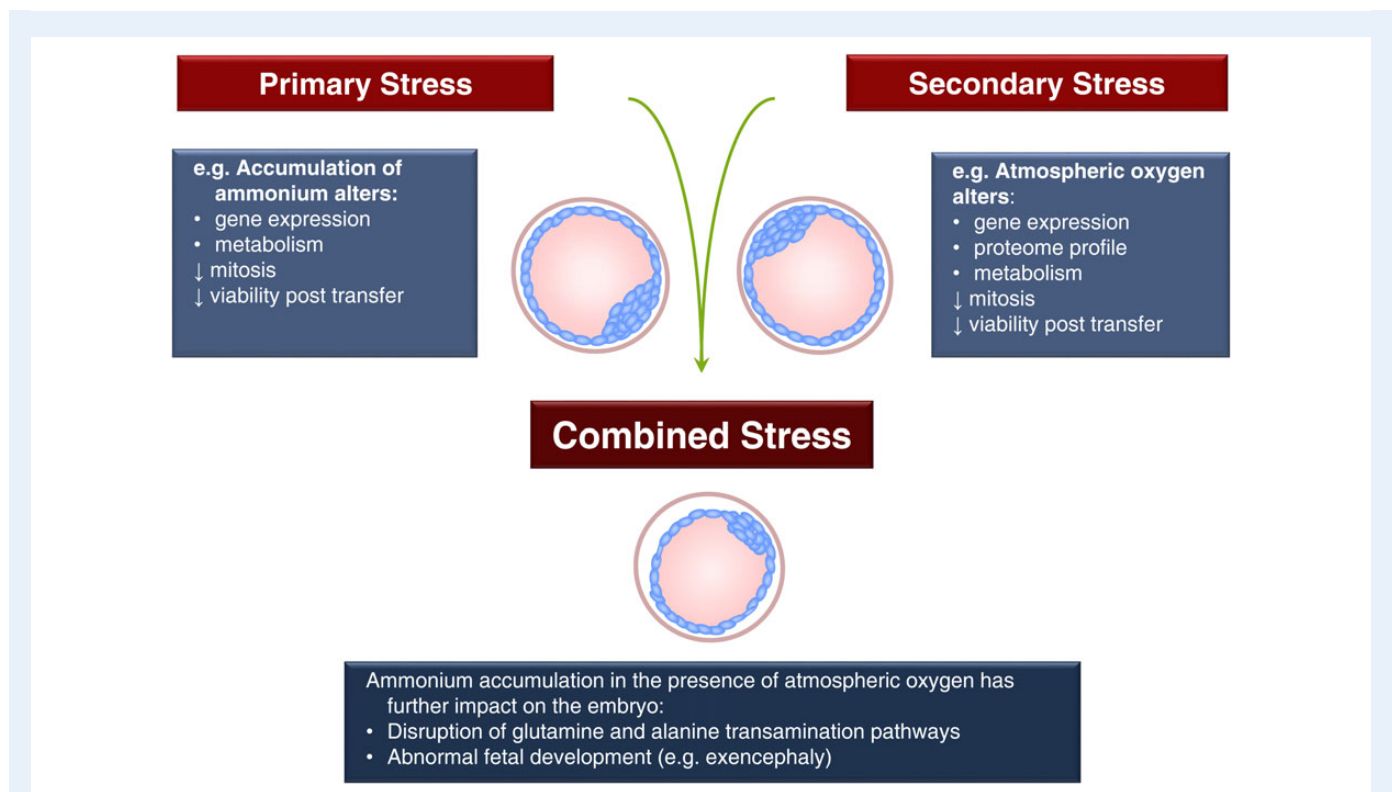 Primary Stress
Secondary Stress
e.g. Accumulation of
ammonium alters:
• gene expression
• metabolism
↓ mitosis
↓ viability post transfer
e.g. Atmospheric oxygen
alters:
• gene expression
• proteome profile
• metabolism
↓ mitosis
↓ viability post transfer
Combined Stress
Ammonium accumulation in the presence of atmospheric oxygen has
further impact on the embryo:
• Disruption of glutamine and alanine transamination pathways
• Abnormal fetal development (e.g. exencephaly)